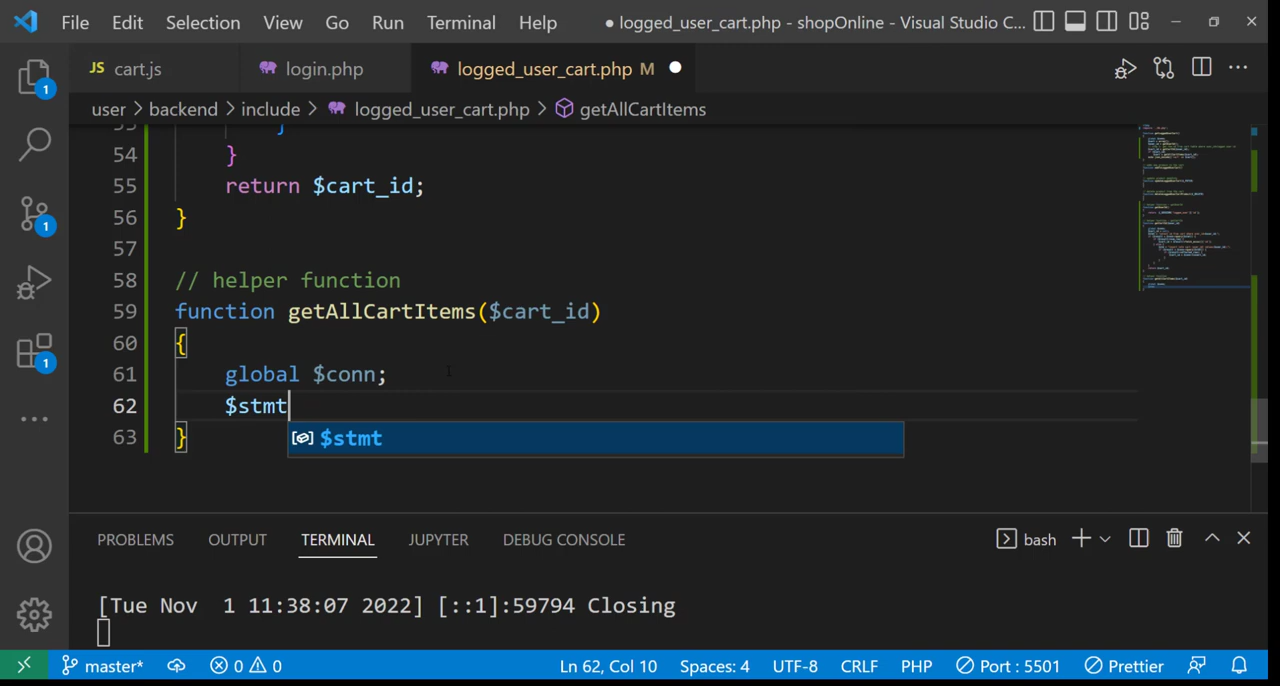 File Edit Selection View Go Run Terminal Help ● logged_user_cart.php - shopOnline - Visual Studio C...
JS cart.js login.php logged_user_cart.php M
user > backend > include > logged_user_cart.php > getAllCartItems
53 }
54 }
55 return $cart_id;
56 }
57
58 // helper function
59 function getAllCartItems($cart_id)
60 {
61 global $conn;
62 $stmt
$stmt
63 }
1
1
1
PROBLEMS OUTPUT TERMINAL JUPYTER DEBUG CONSOLE bash
[Tue Nov  1 11:38:07 2022] [::1]:59794 Closing
master* 0 0 Ln 62, Col 10 Spaces: 4 UTF-8 CRLF PHP Port : 5501 Prettier